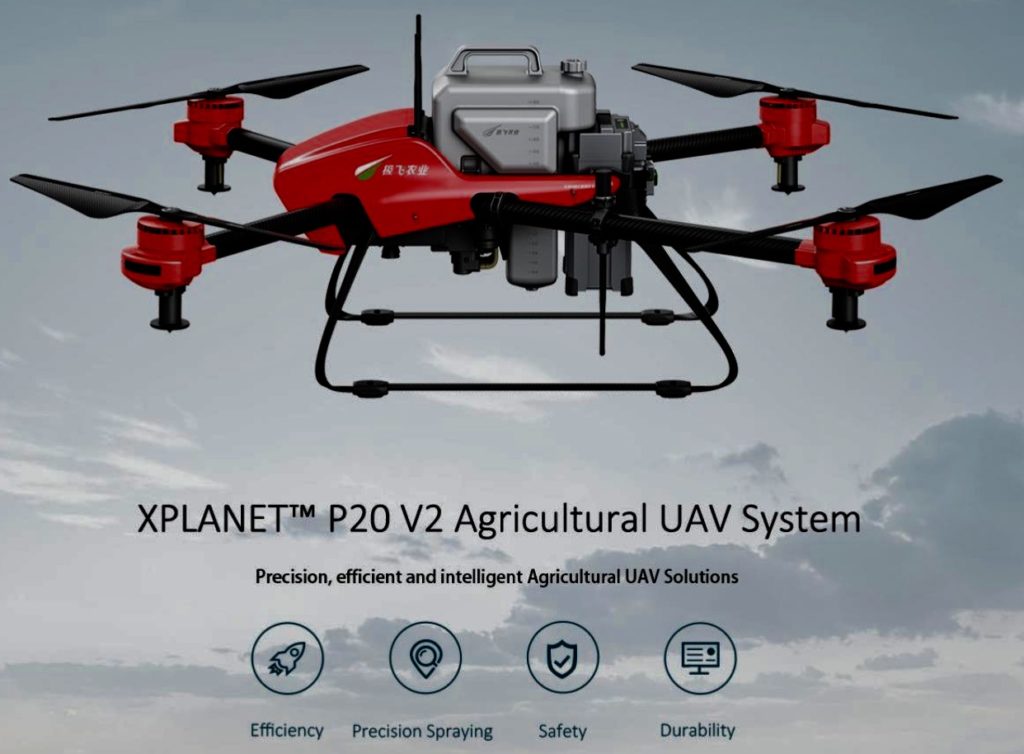 极飞农业
XPLANET™ P20 V2 Agricultural UAV System
Precision, efficient and intelligent Agricultural UAV Solutions
Efficiency
Precision Spraying
Safety
Durability